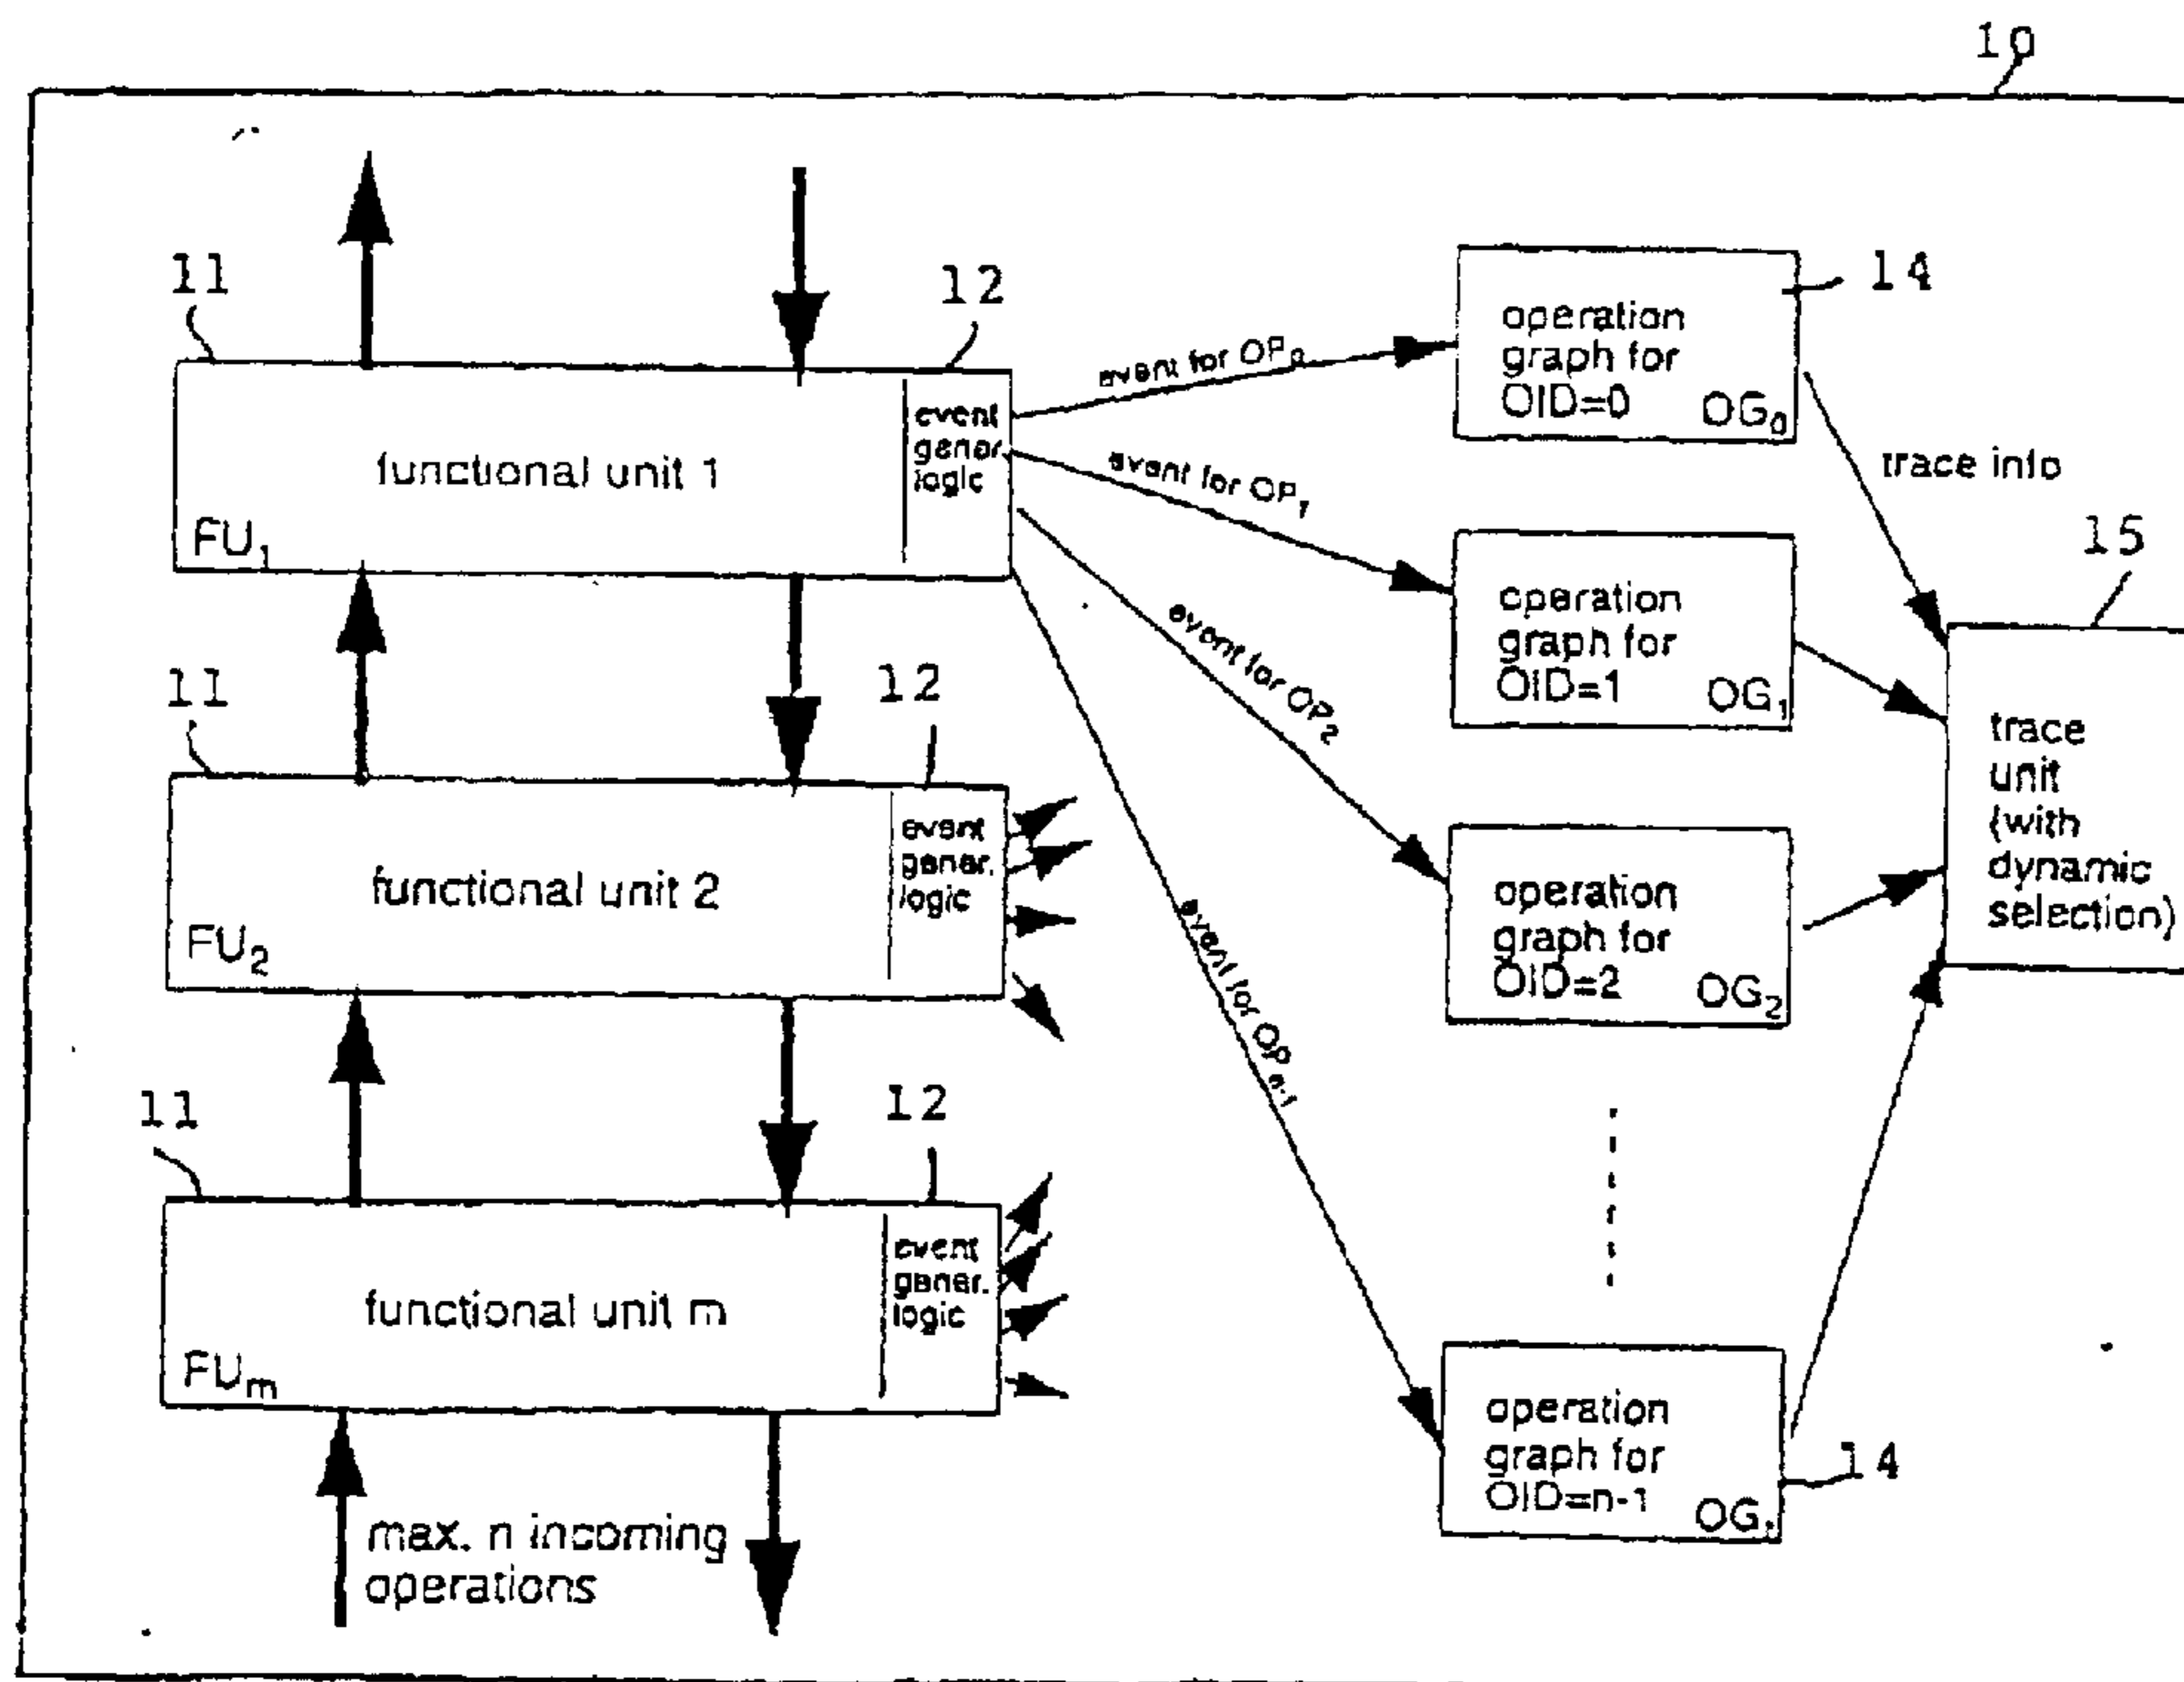 10
11
12
event
gener.
logic
functional unit 1
FU1
event for OP0
event for OP1
event for OP2
event for OPn-1
operation
graph for
OID=0
OG0
14
trace info
operation
graph for
OID=1
OG1
15
trace
unit
(with
dynamic
selection)
11
12
event
gener.
logic
functional unit 2
FU2
operation
graph for
OID=2
OG2
11
12
event
gener.
logic
functional unit m
FUm
max. n incoming
operations
operation
graph for
OID=n-1
OG
14